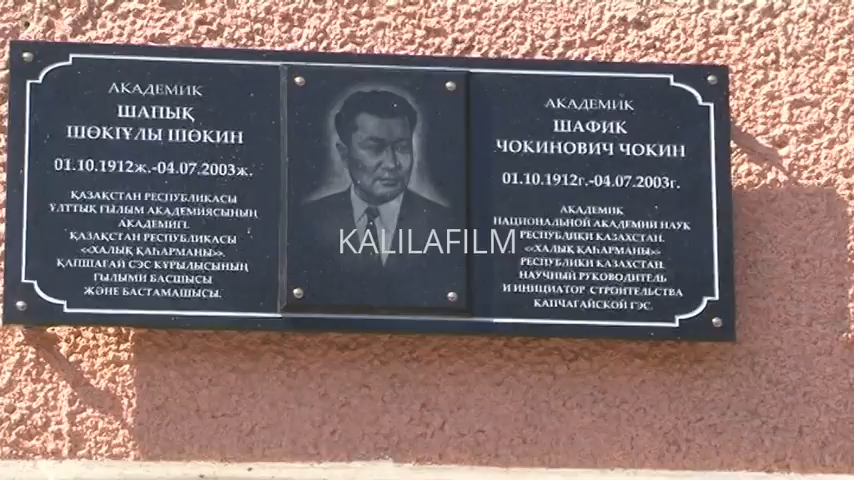 АКАДЕМИК
ШАПЫҚ
ШӨКІҰЛЫ ШӨКИН
01.10.1912ж.-04.07.2003ж.
ҚАЗАҚСТАН РЕСПУБЛИКАСЫ
ҰЛТТЫҚ ҒЫЛЫМ АКАДЕМИЯСЫНЫҢ
АКАДЕМИГІ.
ҚАЗАҚСТАН РЕСПУБЛИКАСЫ
«ХАЛЫҚ ҚАҺАРМАНЫ».
ҚАПШАҒАЙ СЭС ҚҰРЫЛЫСЫНЫҢ
ҒЫЛЫМИ БАСШЫСЫ
ЖӘНЕ БАСТАМАШЫСЫ.
KALILAFILM
АКАДЕМИК
ШАФИК
ЧОКИНОВИЧ ЧОКИН
01.10.1912г.-04.07.2003г.
АКАДЕМИК
НАЦИОНАЛЬНОЙ АКАДЕМИИ НАУК
РЕСПУБЛИКИ КАЗАХСТАН.
«ХАЛЫҚ ҚАҺАРМАНЫ»
РЕСПУБЛИКИ КАЗАХСТАН.
НАУЧНЫЙ РУКОВОДИТЕЛЬ
И ИНИЦИАТОР СТРОИТЕЛЬСТВА
КАПЧАГАЙСКОЙ ГЭС.